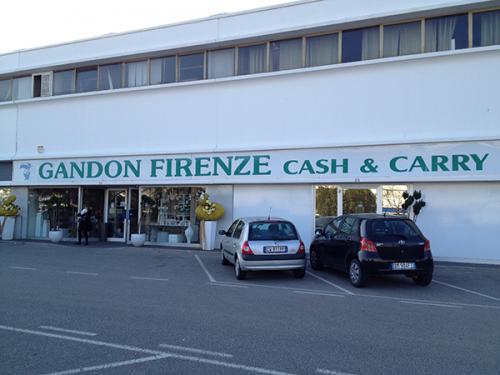 GANDON FIRENZE CASH & CARRY